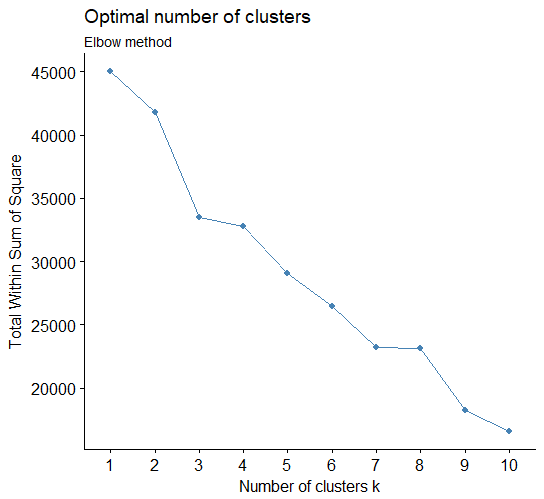 Optimal number of clusters
Elbow method
Total Within Sum of Square
45000
40000
35000
30000
25000
20000
1 2 3 4 5 6 7 8 9 10
Number of clusters k